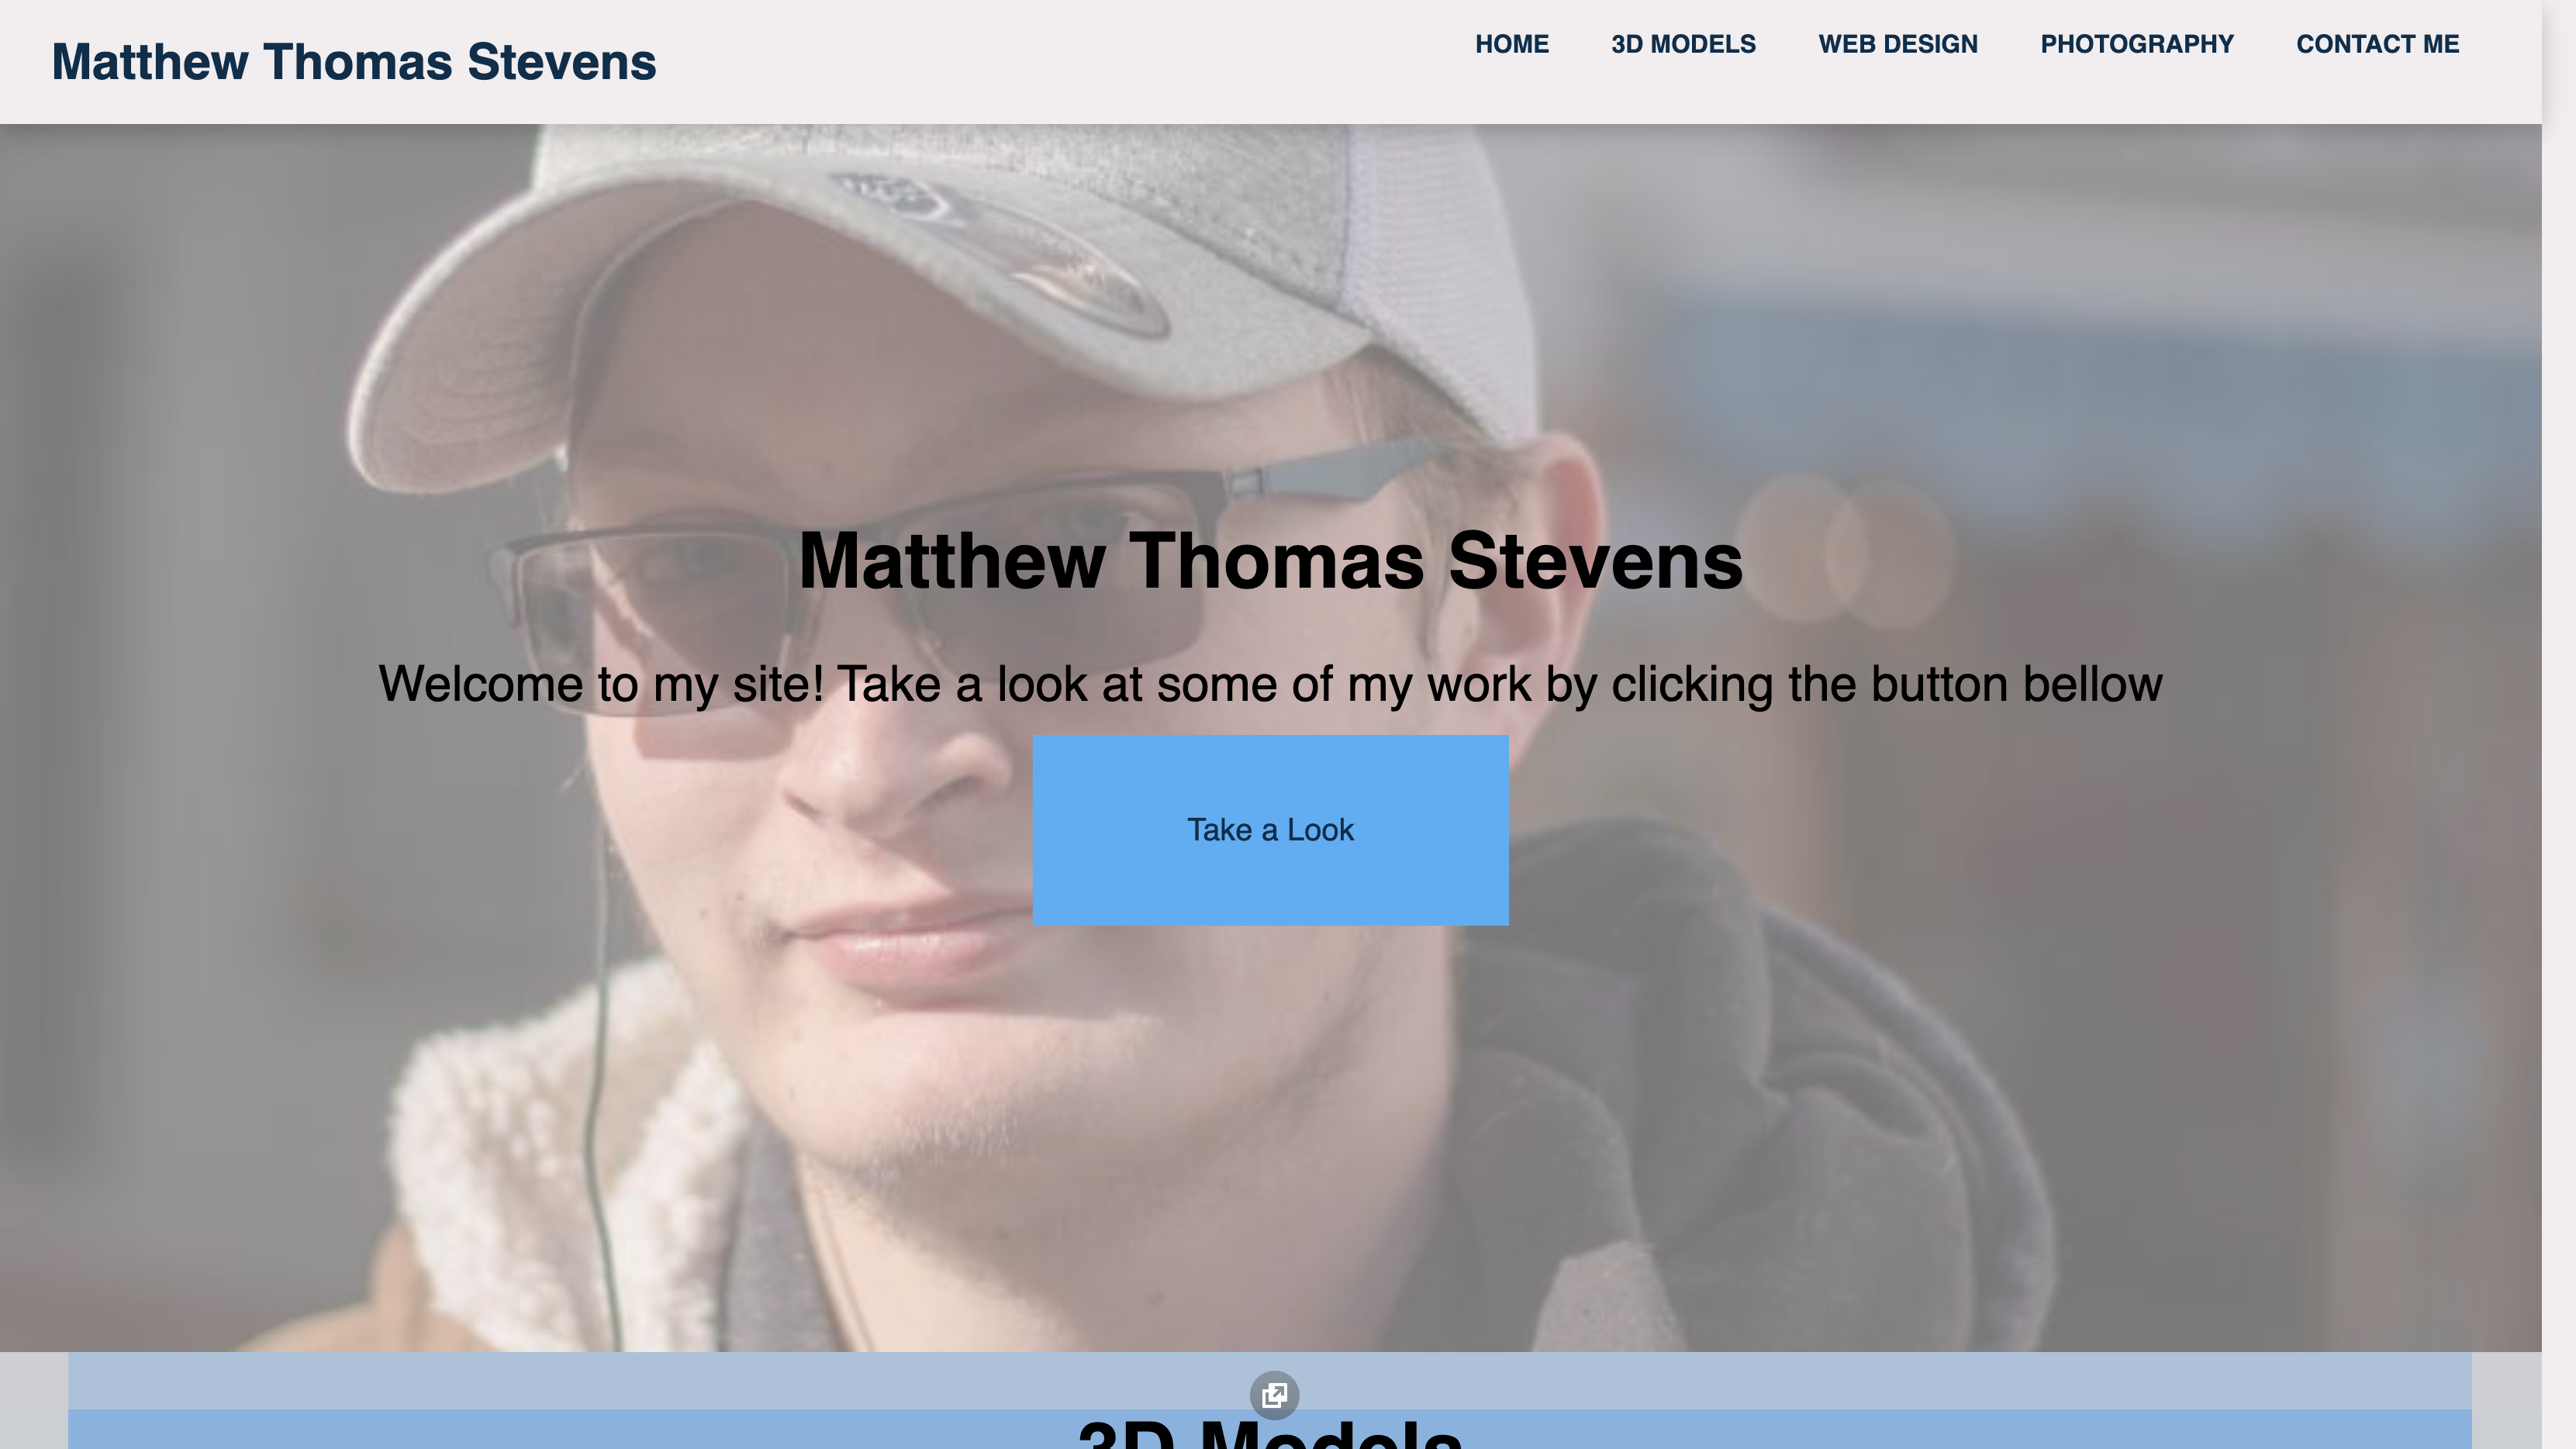 Matthew Thomas Stevens
HOME 3D MODELS WEB DESIGN PHOTOGRAPHY CONTACT ME
Matthew Thomas Stevens
Welcome to my site! Take a look at some of my work by clicking the button bellow
Take a Look
3D Models